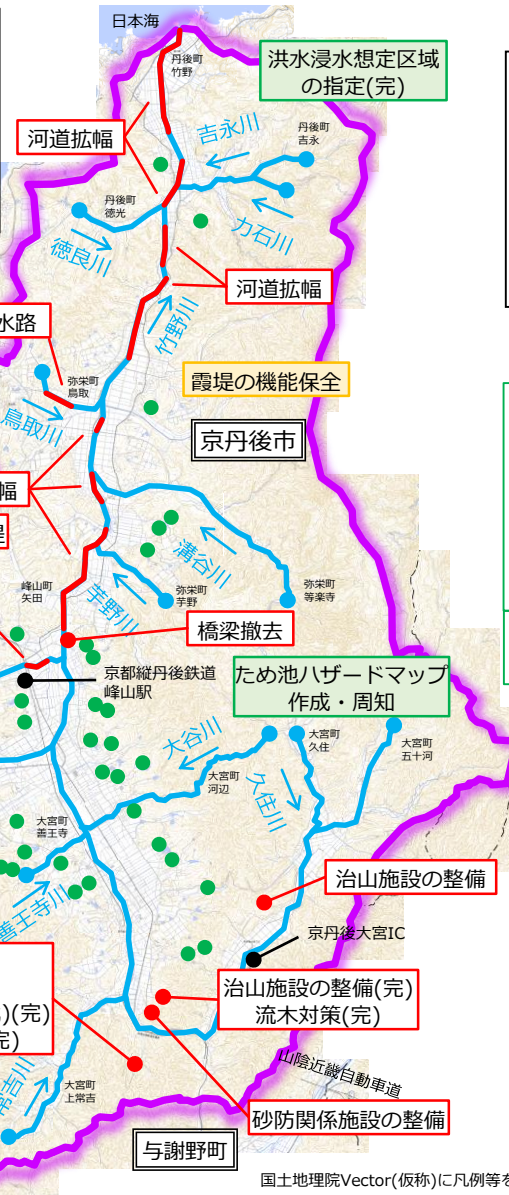 日本海
丹後町
竹野
洪水浸水想定区域
の指定(完)
河道拡幅
吉永川
丹後町
吉永
丹後町
徳光
力石川
徳良川
河道拡幅
竹野川
水路
弥栄町
鳥取
霞堤の機能保全
鳥取川
京丹後市
幅
堤
溝谷川
峰山町
矢田
芋野川
弥栄町
芋野
弥栄町
等楽寺
橋梁撤去
京都縦丹後鉄道
峰山駅
ため池ハザードマップ
作成・周知
大谷川
大宮町
久住
大宮町
五十河
大宮町
河辺
久住川
大宮町
善王寺
治山施設の整備
善王寺川
京丹後大宮IC
)(完)
完)
治山施設の整備(完)
流木対策(完)
山陰近畿自動車道
常吉川
大宮町
上常吉
砂防関係施設の整備
与謝野町
国土地理院Vector(仮称)に凡例等を